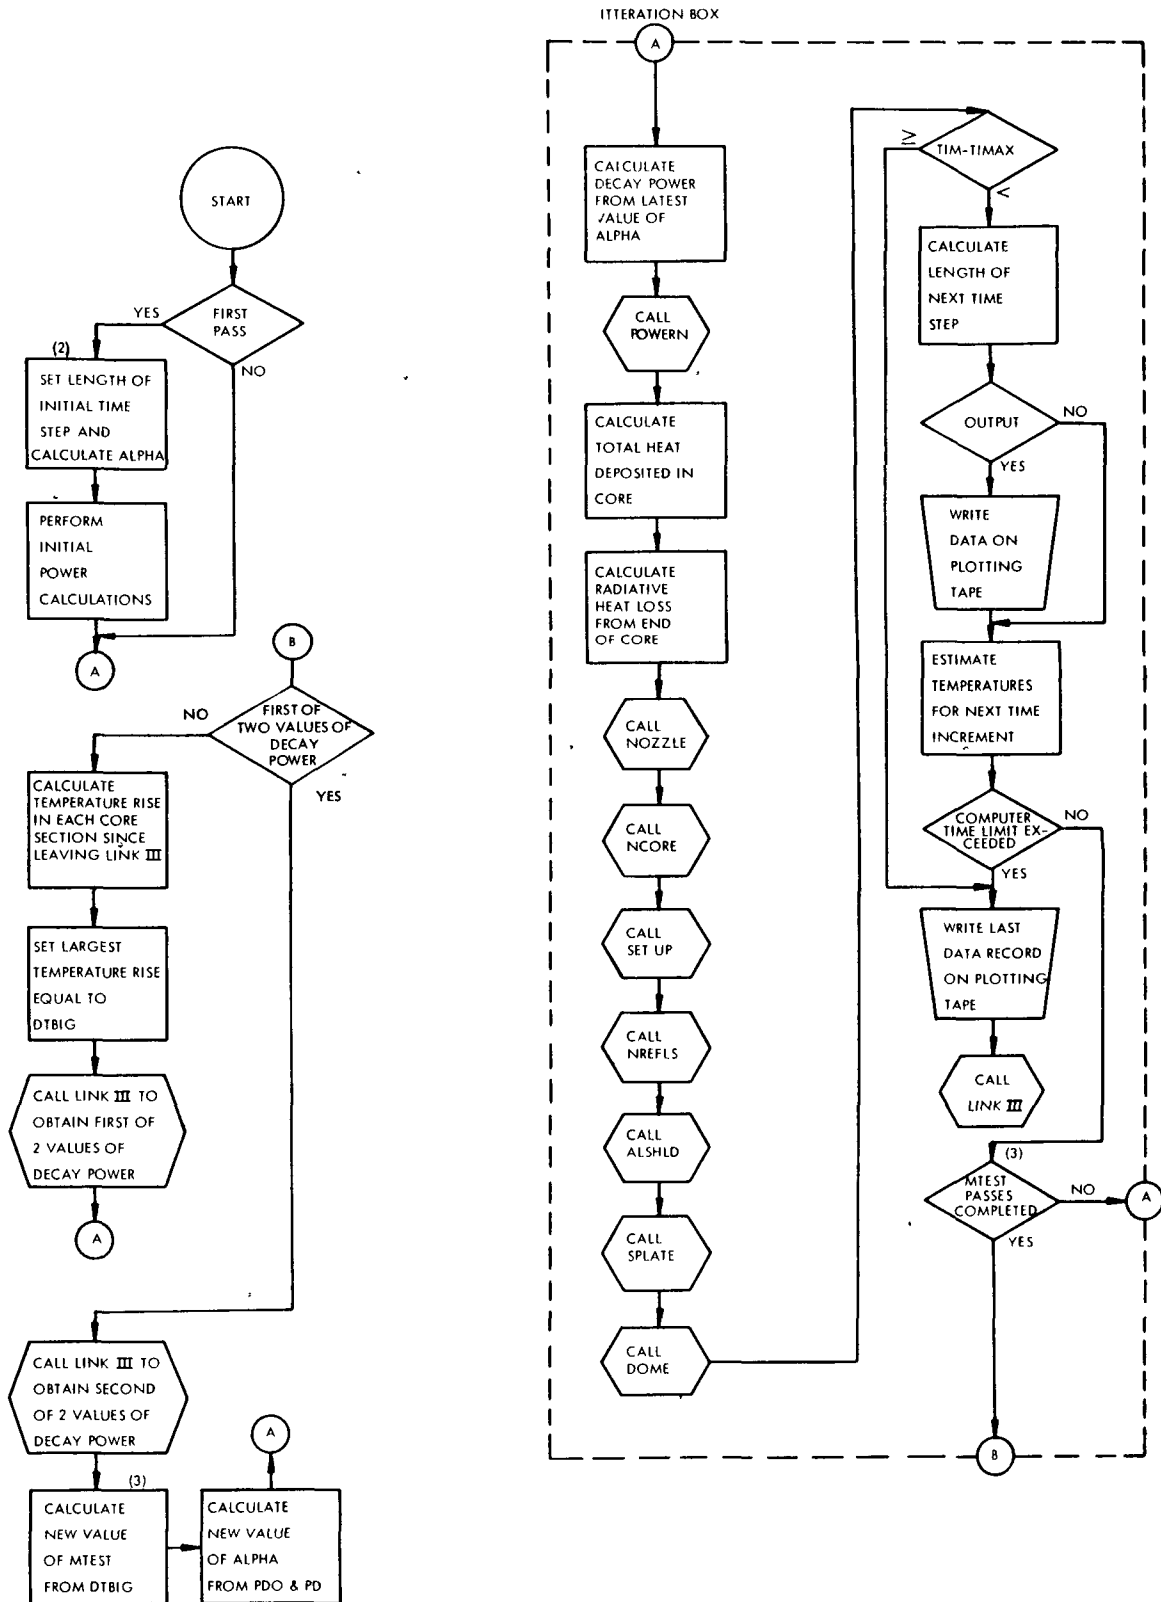 START
FIRST
PASS
YES
NO
(2)
SET LENGTH OF
INITIAL TIME
STEP AND
CALCULATE ALPHA
PERFORM
INITIAL
POWER
CALCULATIONS
A
B
FIRST OF
TWO VALUES OF
DECAY
POWER
NO
YES
CALCULATE
TEMPERATURE RISE
IN EACH CORE
SECTION SINCE
LEAVING LINK III
SET LARGEST
TEMPERATURE RISE
EQUAL TO
DTBIG
CALL LINK III TO
OBTAIN FIRST OF
2 VALUES OF
DECAY POWER
A
CALL LINK III TO
OBTAIN SECOND
OF 2 VALUES OF
DECAY POWER
(3)
CALCULATE
NEW VALUE
OF MTEST
FROM DTBIG
CALCULATE
NEW VALUE
OF ALPHA
FROM PDO & PD
A
ITTERATION BOX
A
CALCULATE
DECAY POWER
FROM LATEST
VALUE OF
ALPHA
CALL
POWERN
CALCULATE
TOTAL HEAT
DEPOSITED IN
CORE
CALCULATE
RADIATIVE
HEAT LOSS
FROM END
OF CORE
CALL
NOZZLE
CALL
NCORE
CALL
SET UP
CALL
NREFLS
CALL
ALSHLD
CALL
SPLATE
CALL
DOME
TIM-TIMAX
≥
<
CALCULATE
LENGTH OF
NEXT TIME
STEP
OUTPUT
NO
YES
WRITE
DATA ON
PLOTTING
TAPE
ESTIMATE
TEMPERATURES
FOR NEXT TIME
INCREMENT
COMPUTER
TIME LIMIT EX-
CEEDED
NO
YES
WRITE LAST
DATA RECORD
ON PLOTTING
TAPE
CALL
LINK III
(3)
MTEST
PASSES
COMPLETED
NO
A
YES
B